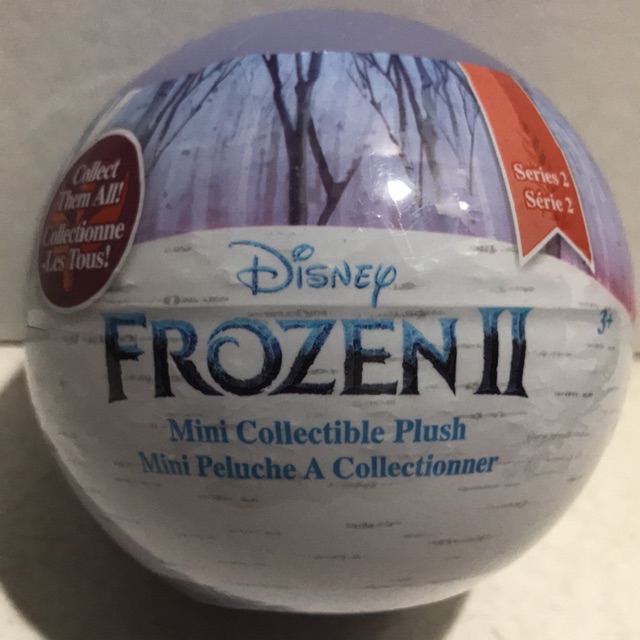 Collect
Them All!
Collectionne
Les Tous!
Series 2
Série 2
Disney
FROZEN II
3+
Mini Collectible Plush
Mini Peluche A Collectionner